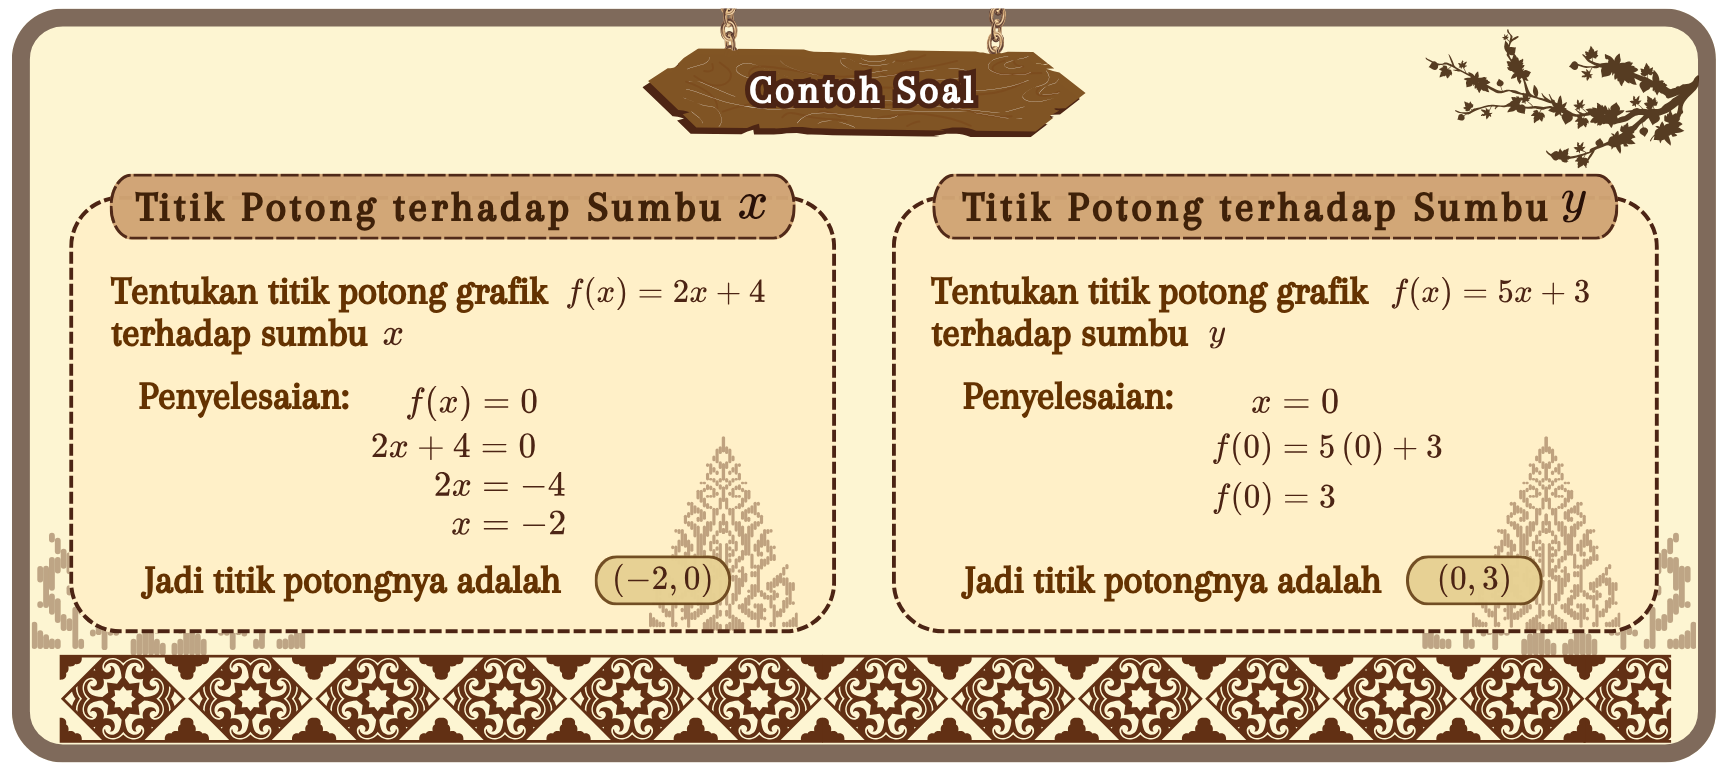 Contoh Soal
Titik Potong terhadap Sumbu x
Tentukan titik potong grafik f(x) = 2x + 4
terhadap sumbu x
Penyelesaian: f(x) = 0
2x + 4 = 0
2x = −4
x = −2
Jadi titik potongnya adalah (−2, 0)
Titik Potong terhadap Sumbu y
Tentukan titik potong grafik f(x) = 5x + 3
terhadap sumbu y
Penyelesaian: x = 0
f(0) = 5 (0) + 3
f(0) = 3
Jadi titik potongnya adalah (0, 3)